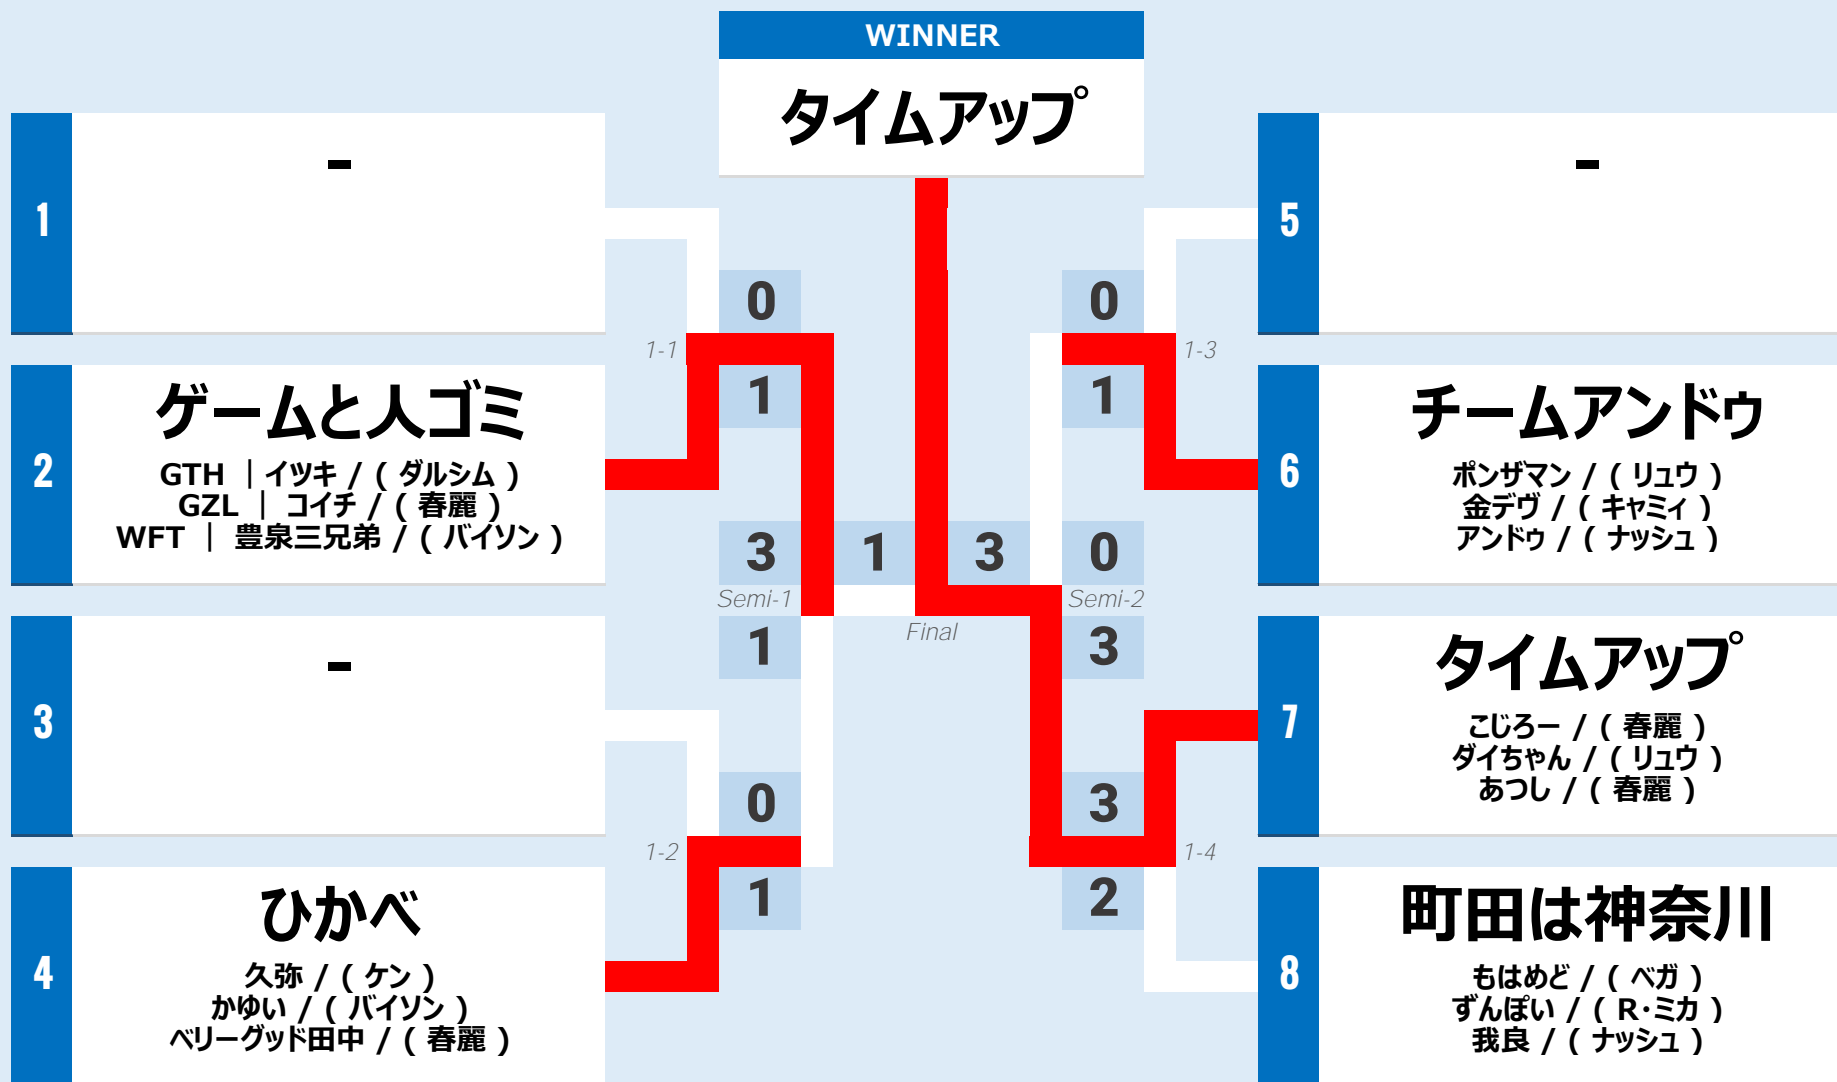 WINNER
タイムアップ
1
-
0
1-1
1
2
ゲームと人ゴミ
GTH ｜イツキ / ( ダルシム )
GZL ｜ コイチ / ( 春麗 )
WFT ｜ 豊泉三兄弟 / ( バイソン )
3
Semi-1
1
3
-
0
1-2
1
4
ひかべ
久弥 / ( ケン )
かゆい / ( バイソン )
ベリーグッド田中 / ( 春麗 )
1
3
Final
5
-
0
1-3
1
6
チームアンドゥ
ポンザマン / ( リュウ )
金デヴ / ( キャミィ )
アンドゥ / ( ナッシュ )
0
Semi-2
3
7
タイムアップ
こじろー / ( 春麗 )
ダイちゃん / ( リュウ )
あつし / ( 春麗 )
3
1-4
2
8
町田は神奈川
もはめど / ( ベガ )
ずんぽい / ( R・ミカ )
我良 / ( ナッシュ )